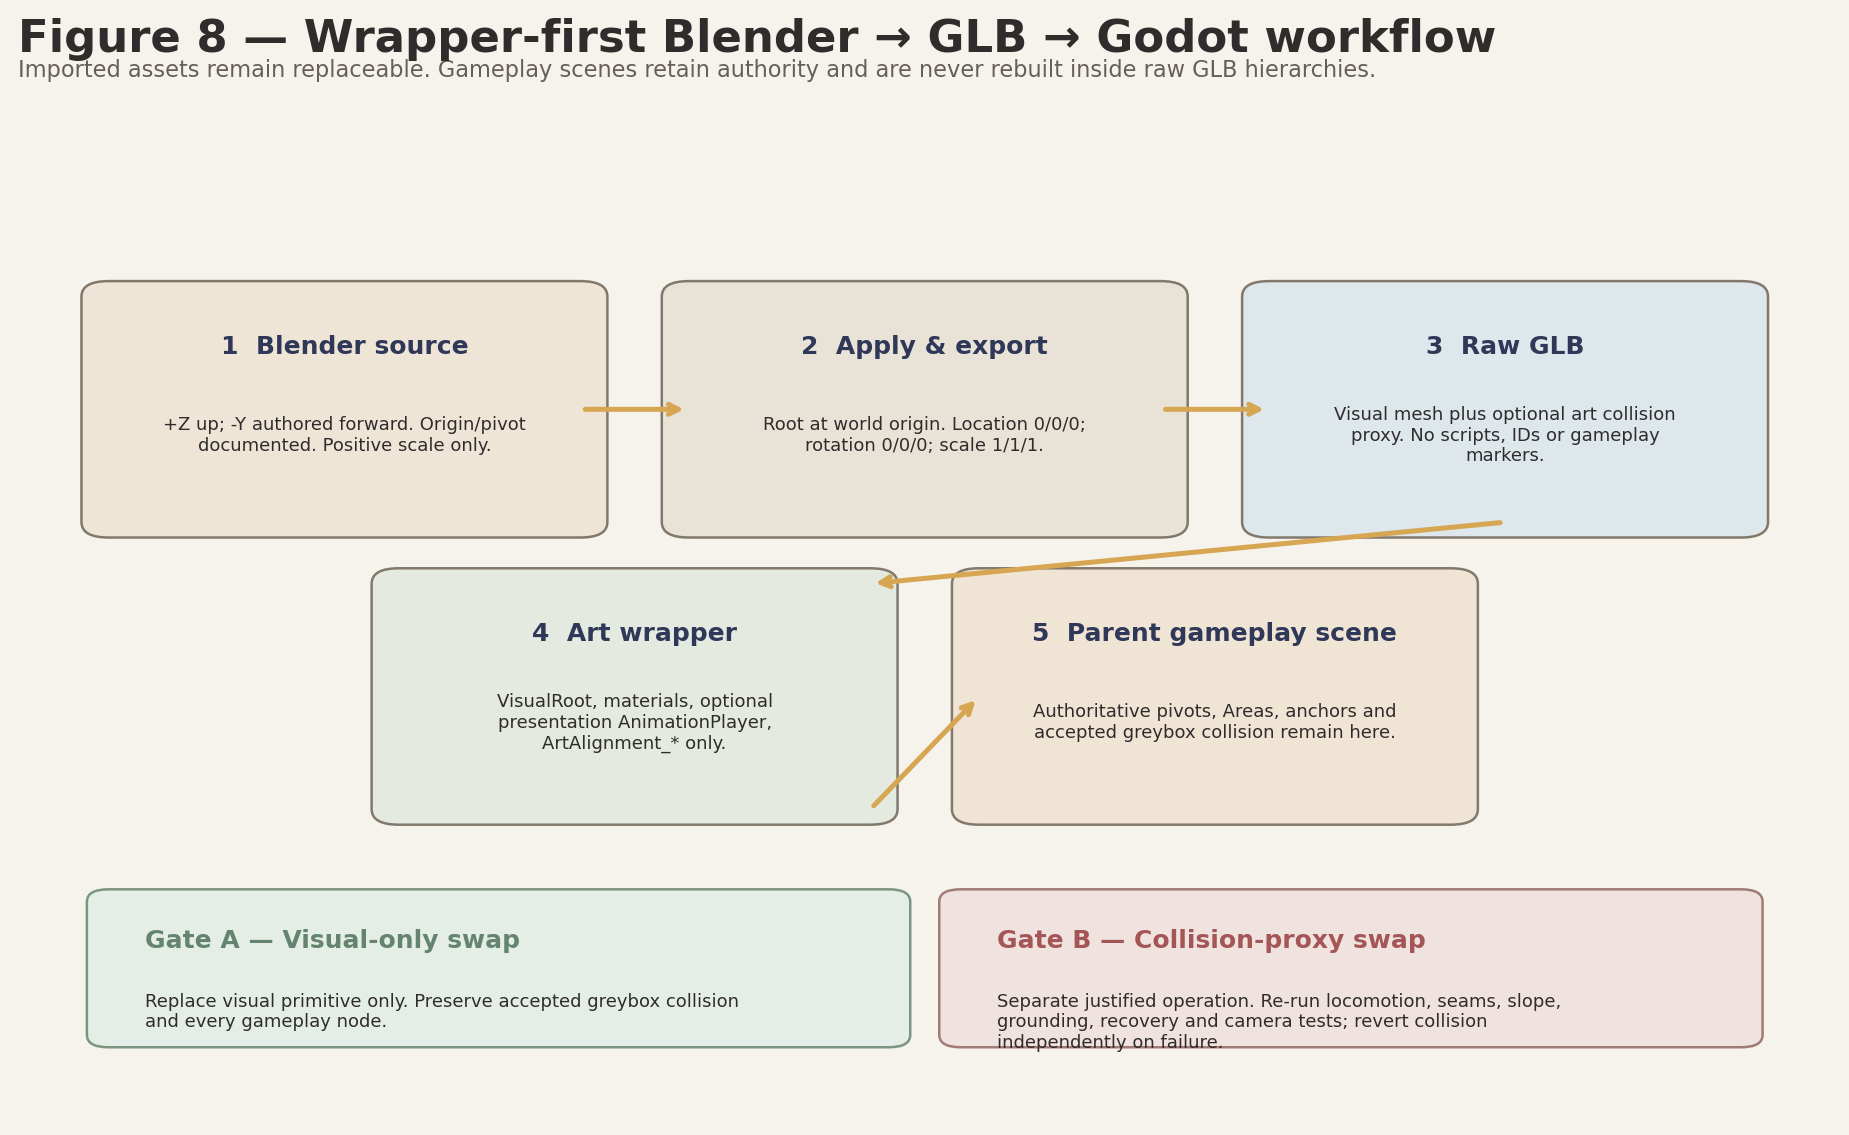 Figure 8 — Wrapper-first Blender → GLB → Godot workflow
Imported assets remain replaceable. Gameplay scenes retain authority and are never rebuilt inside raw GLB hierarchies.
1  Blender source
+Z up; -Y authored forward. Origin/pivot
documented. Positive scale only.
2  Apply & export
Root at world origin. Location 0/0/0;
rotation 0/0/0; scale 1/1/1.
3  Raw GLB
Visual mesh plus optional art collision
proxy. No scripts, IDs or gameplay
markers.
4  Art wrapper
VisualRoot, materials, optional
presentation AnimationPlayer,
ArtAlignment_* only.
5  Parent gameplay scene
Authoritative pivots, Areas, anchors and
accepted greybox collision remain here.
Gate A — Visual-only swap
Replace visual primitive only. Preserve accepted greybox collision
and every gameplay node.
Gate B — Collision-proxy swap
Separate justified operation. Re-run locomotion, seams, slope,
grounding, recovery and camera tests; revert collision
independently on failure.